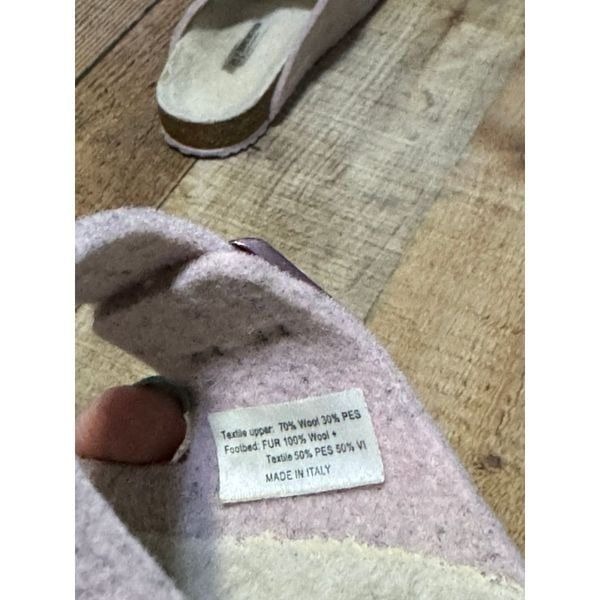 Textile upper: 70% Wool 30% PES
Footbed: FUR 100% Wool +
Textile 50% PES 50% VI
MADE IN ITALY